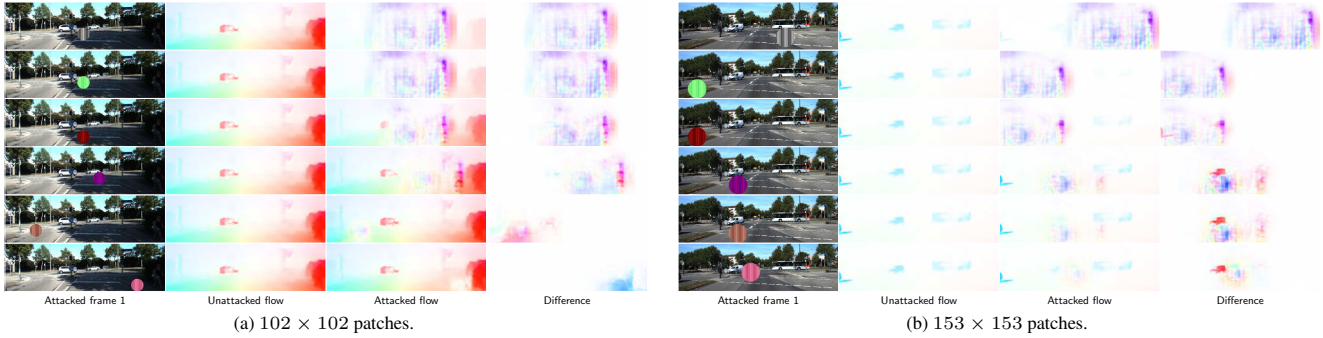 Attacked frame 1 Unattacked flow Attacked flow Difference
(a) 102 × 102 patches.
Attacked frame 1 Unattacked flow Attacked flow Difference
(b) 153 × 153 patches.